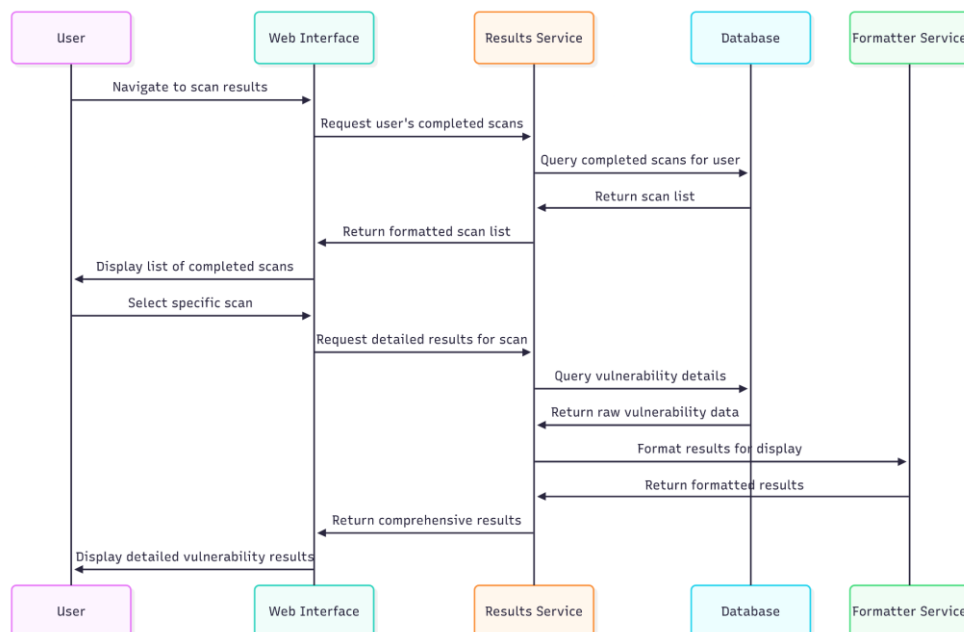 User
Web Interface
Results Service
Database
Formatter Service
Navigate to scan results
Request user's completed scans
Query completed scans for user
Return scan list
Return formatted scan list
Display list of completed scans
Select specific scan
Request detailed results for scan
Query vulnerability details
Return raw vulnerability data
Format results for display
Return formatted results
Return comprehensive results
Display detailed vulnerability results
User
Web Interface
Results Service
Database
Formatter Service